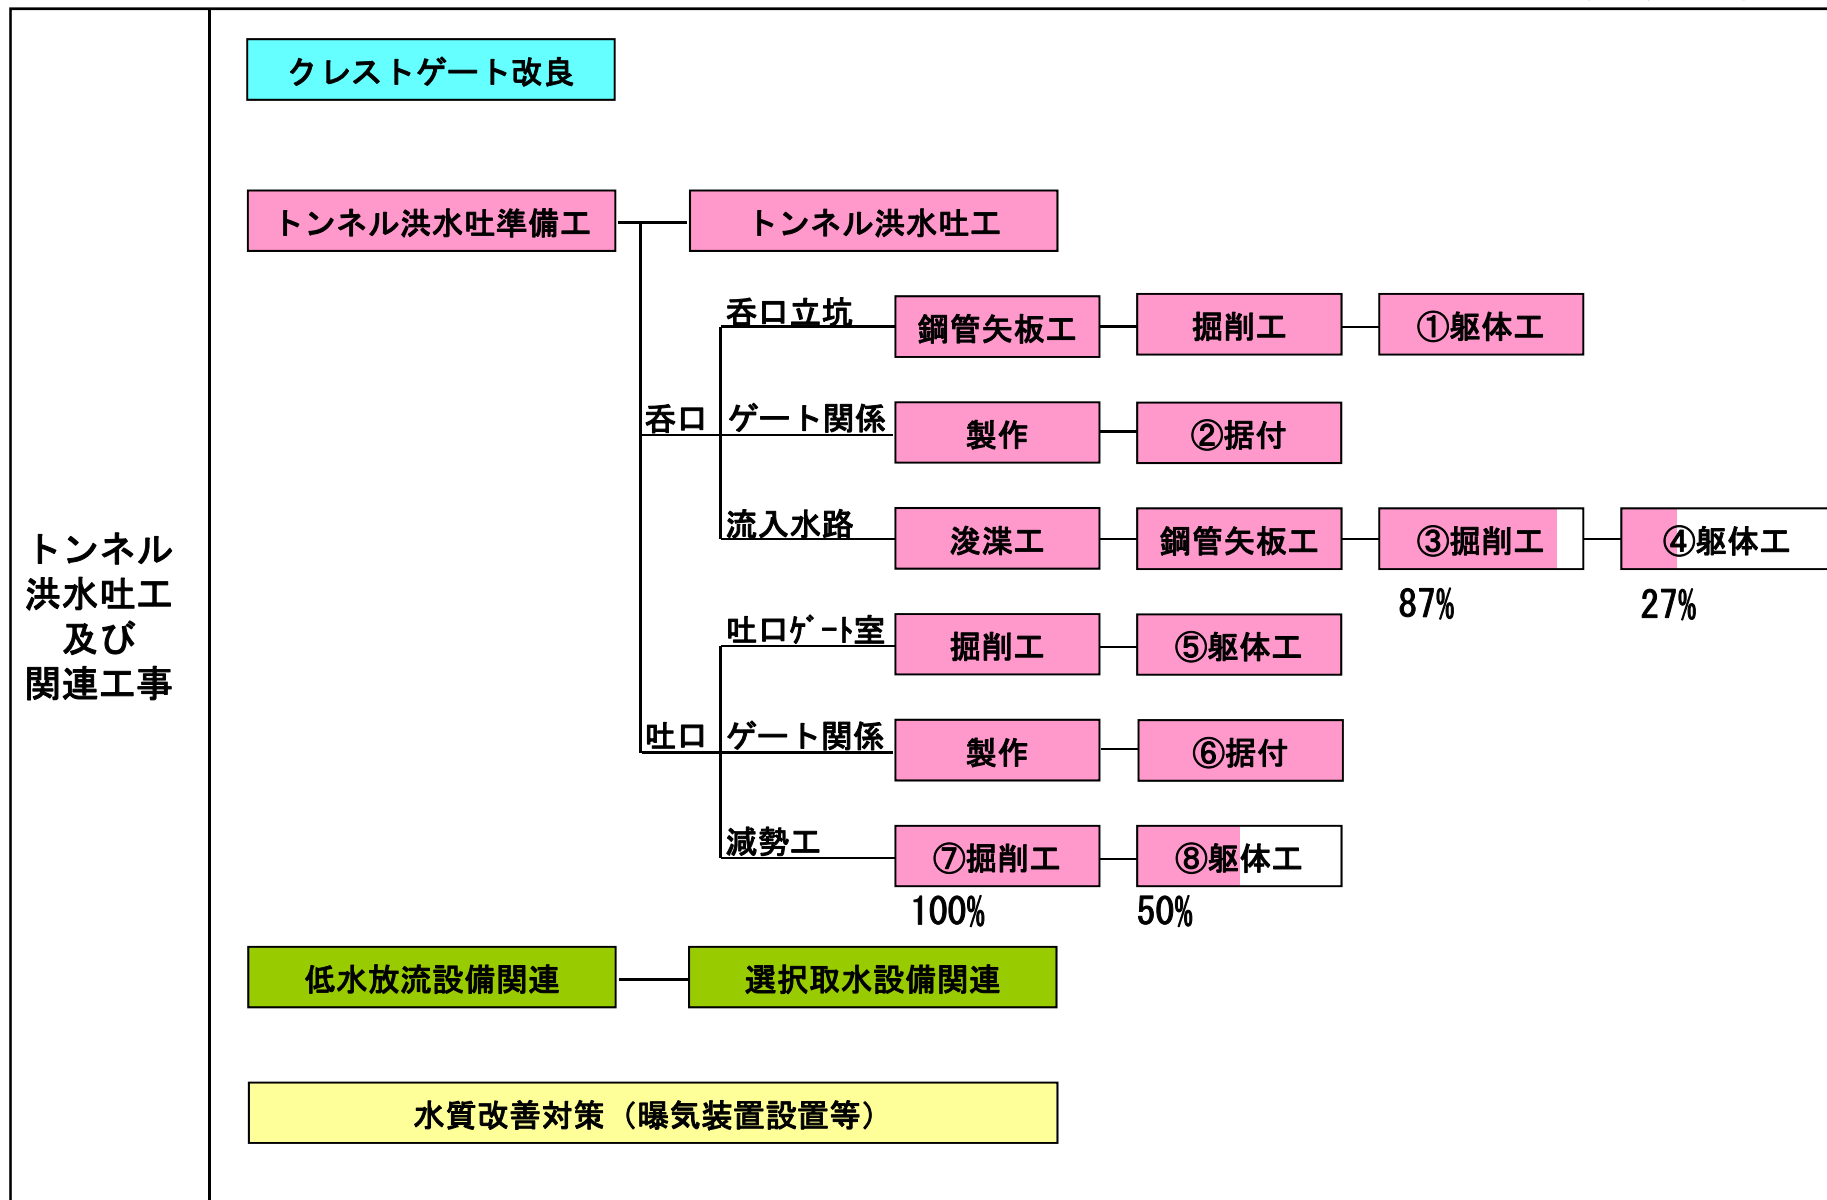 クレストゲート改良
トンネル洪水吐準備工
トンネル洪水吐工
呑口立坑
鋼管矢板工
掘削工
①躯体工
呑口
ゲート関係
製作
②据付
流入水路
浚渫工
鋼管矢板工
③掘削工
④躯体工
87%
27%
トンネル
洪水吐工
及び
関連工事
吐口ｹﾞｰﾄ室
掘削工
⑤躯体工
吐口
ゲート関係
製作
⑥据付
減勢工
⑦掘削工
⑧躯体工
100%
50%
低水放流設備関連
選択取水設備関連
水質改善対策（曝気装置設置等）